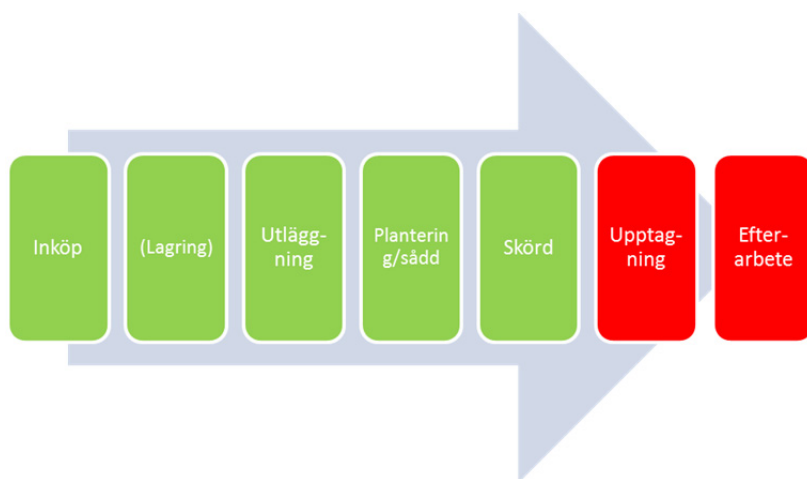 Inköp
(Lagring)
Utlägg-
ning
Planterin
g/sådd
Skörd
Upptag-
ning
Efter-
arbete